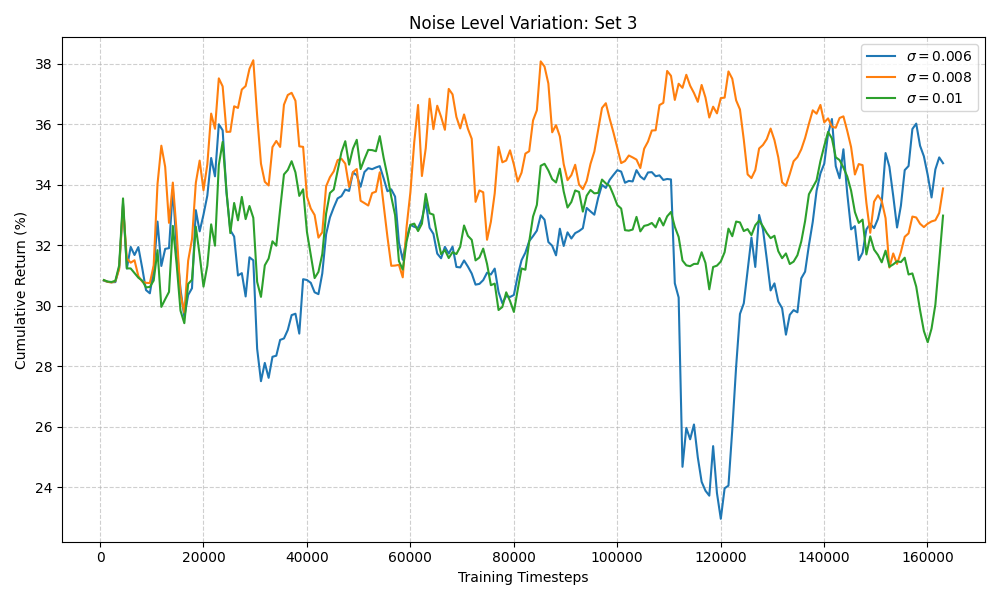 Noise Level Variation: Set 3
σ = 0.006
σ = 0.008
σ = 0.01
Cumulative Return (%)
38
36
34
32
30
28
26
24
0
20000
40000
60000
80000
100000
120000
140000
160000
Training Timesteps